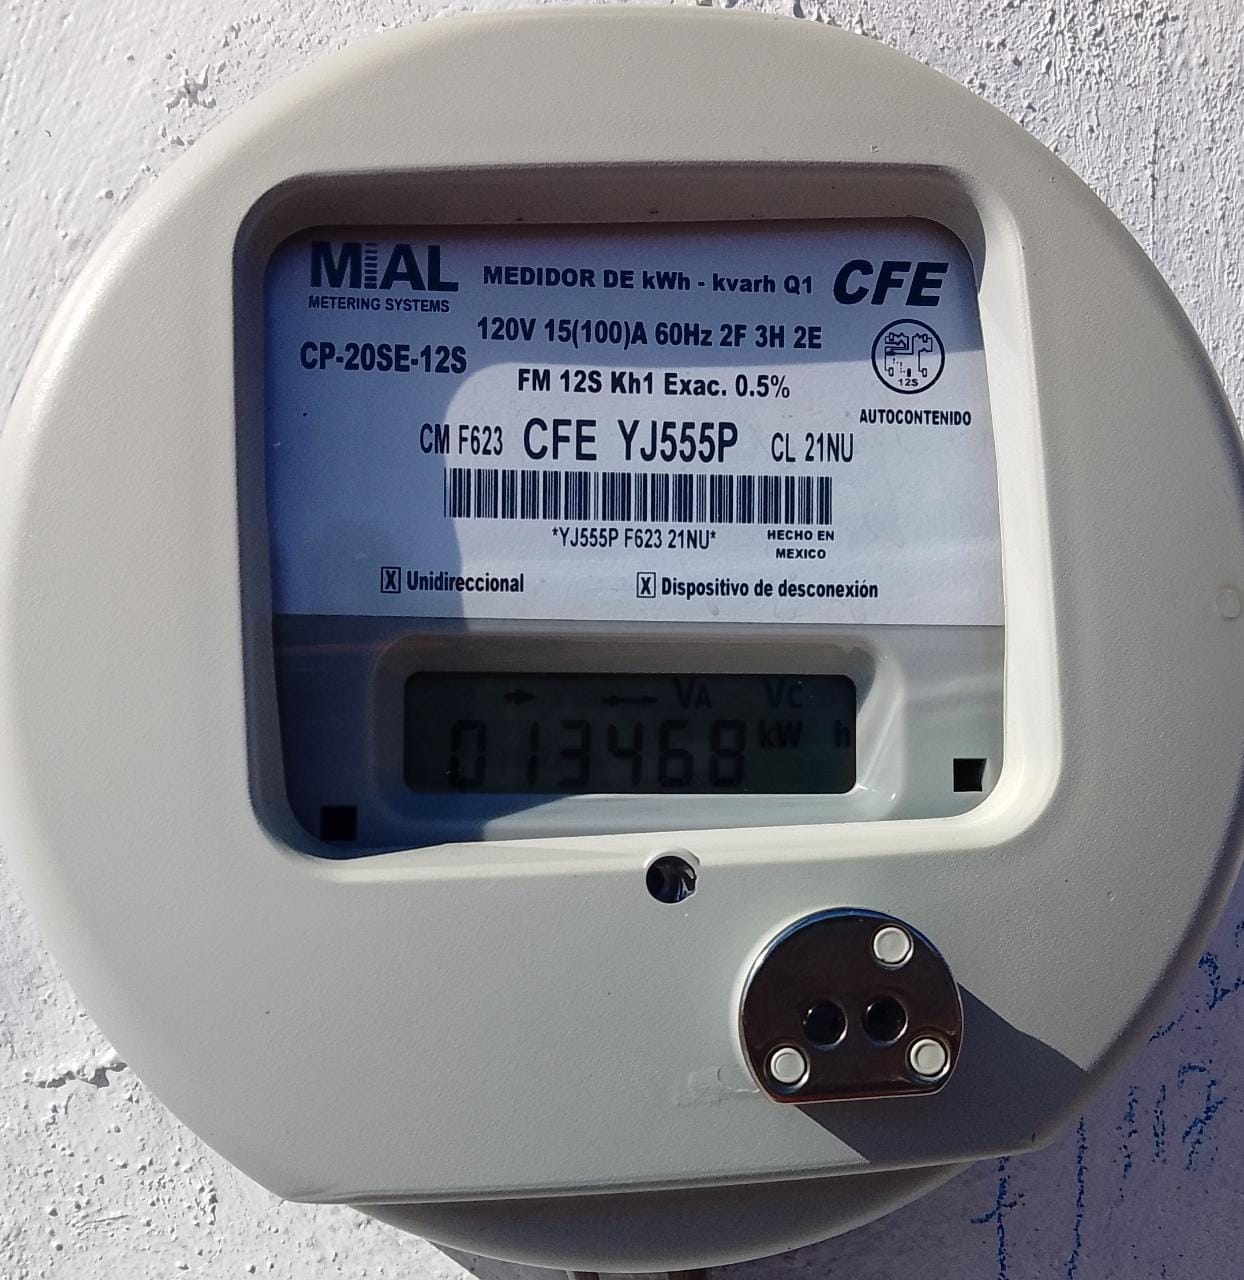 MIAL
METERING SYSTEMS
MEDIDOR DE kWh - kvarh Q1
CFE
CP-20SE-12S
120V 15(100)A 60Hz 2F 3H 2E
FM 12S Kh1 Exac. 0.5%
12S
AUTOCONTENIDO
CM F623 CFE YJ555P CL 21NU
*YJ555P F623 21NU*
HECHO EN
MEXICO
X Unidireccional
X Dispositivo de desconexión
VA VC
013468 kW h